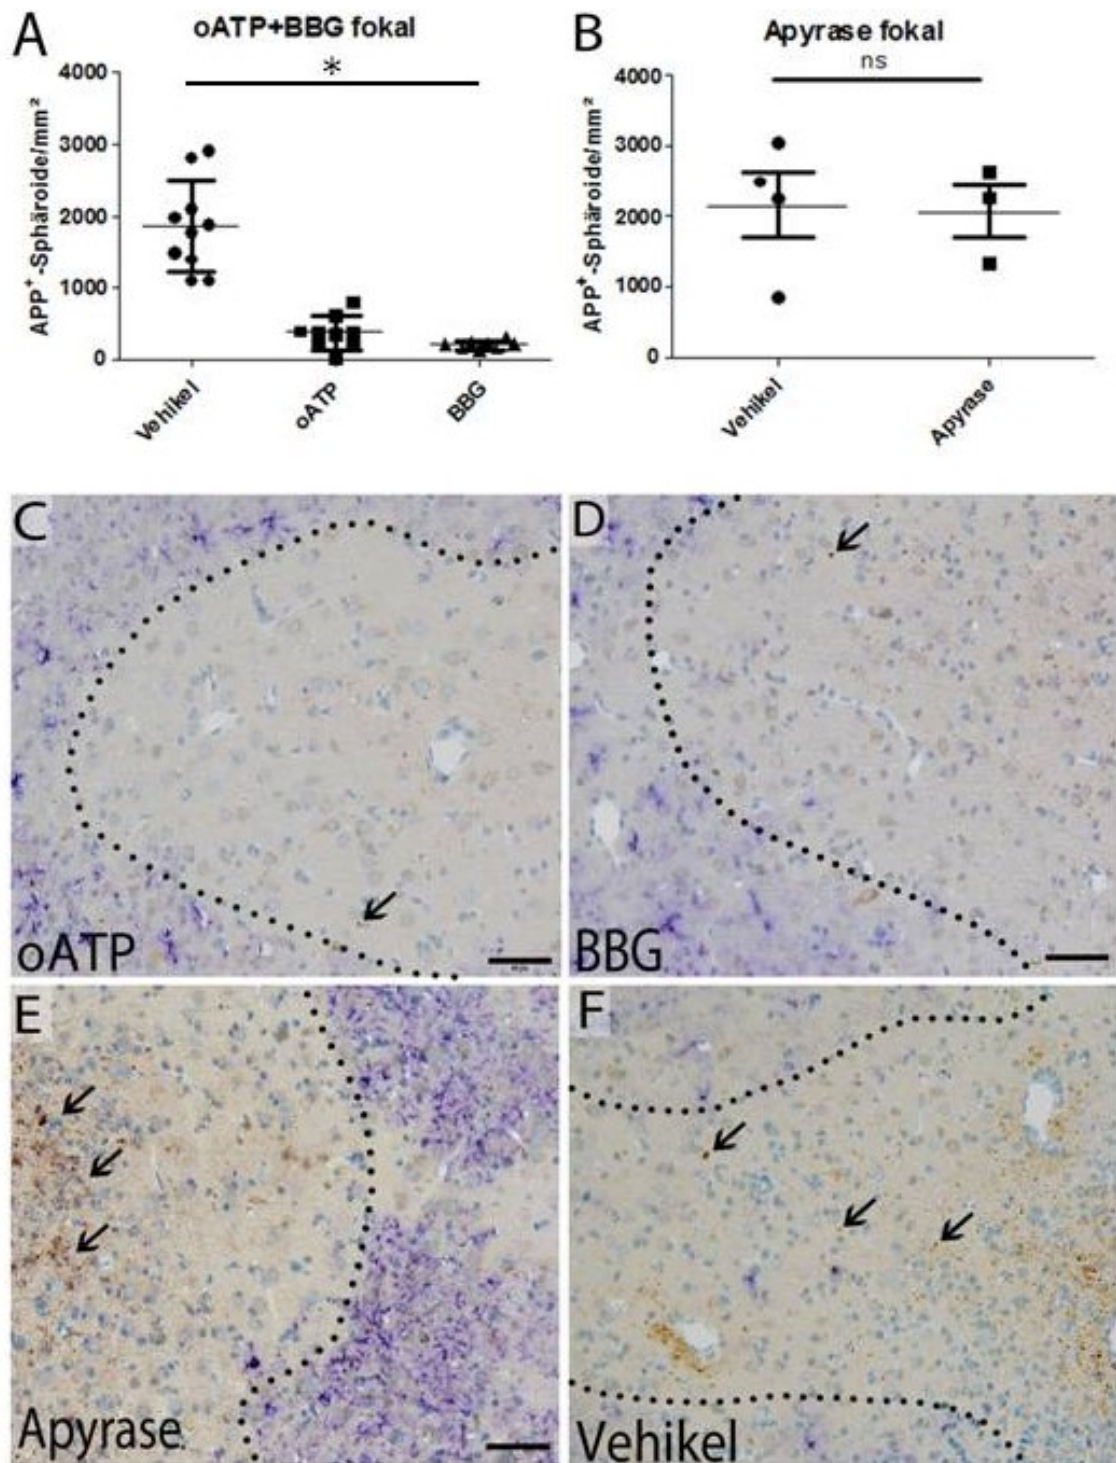 A
oATP+BBG fokal
*
APP⁺-Sphäroide/mm²
4000
3000
2000
1000
0
Vehikel
oATP
BBG
B
Apyrase fokal
ns
APP⁺-Sphäroide/mm²
4000
3000
2000
1000
0
Vehikel
Apyrase
C
oATP
D
BBG
E
Apyrase
F
Vehikel